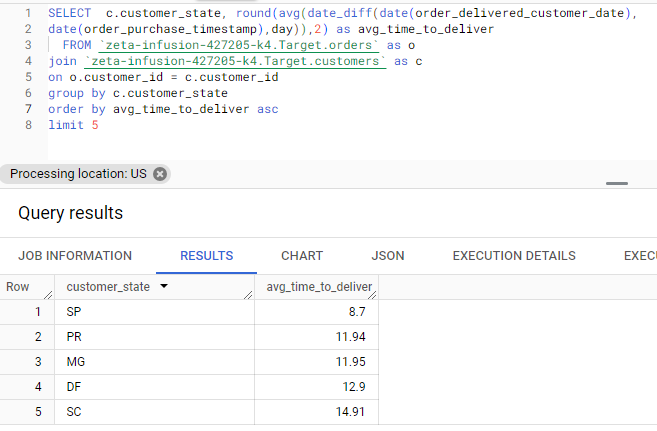 1 SELECT c.customer_state, round(avg(date_diff(date(order_delivered_customer_date),
2 date(order_purchase_timestamp),day)),2) as avg_time_to_deliver
3 FROM `zeta-infusion-427205-k4.Target.orders` as o
4 join `zeta-infusion-427205-k4.Target.customers` as c
5 on o.customer_id = c.customer_id
6 group by c.customer_state
7 order by avg_time_to_deliver asc
8 limit 5
Processing location: US
Query results
JOB INFORMATION RESULTS CHART JSON EXECUTION DETAILS EXEC
Row customer_state avg_time_to_deliver
1 SP 8.7
2 PR 11.94
3 MG 11.95
4 DF 12.9
5 SC 14.91